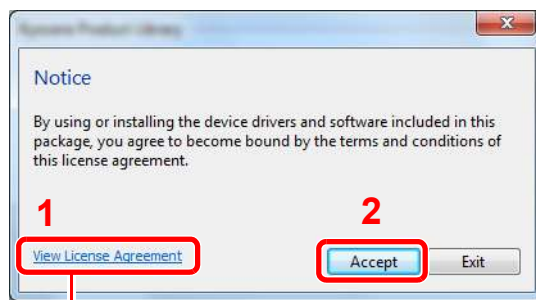 Notice
By using or installing the device drivers and software included in this
package, you agree to become bound by the terms and conditions of
this license agreement.
1
2
View License Agreement
Accept
Exit